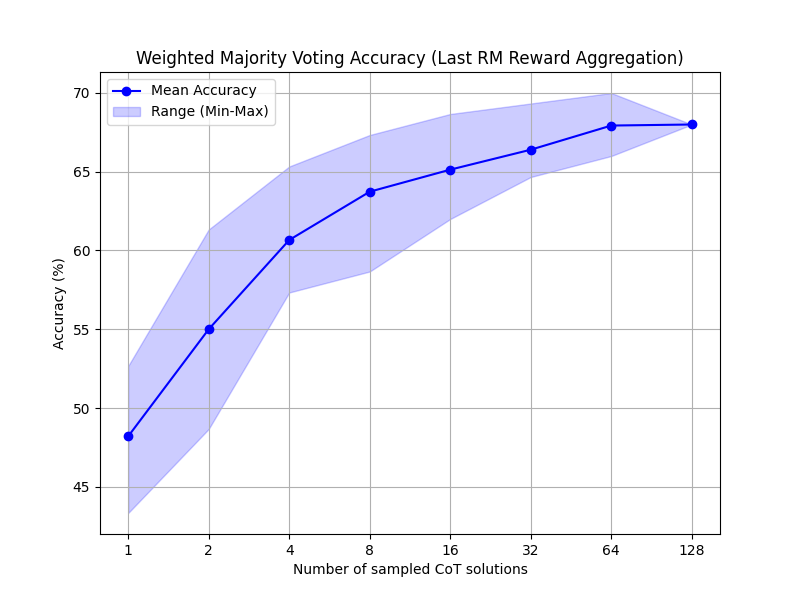 Weighted Majority Voting Accuracy (Last RM Reward Aggregation)
Mean Accuracy
Range (Min-Max)
70
65
60
55
50
45
Accuracy (%)
1 2 4 8 16 32 64 128
Number of sampled CoT solutions